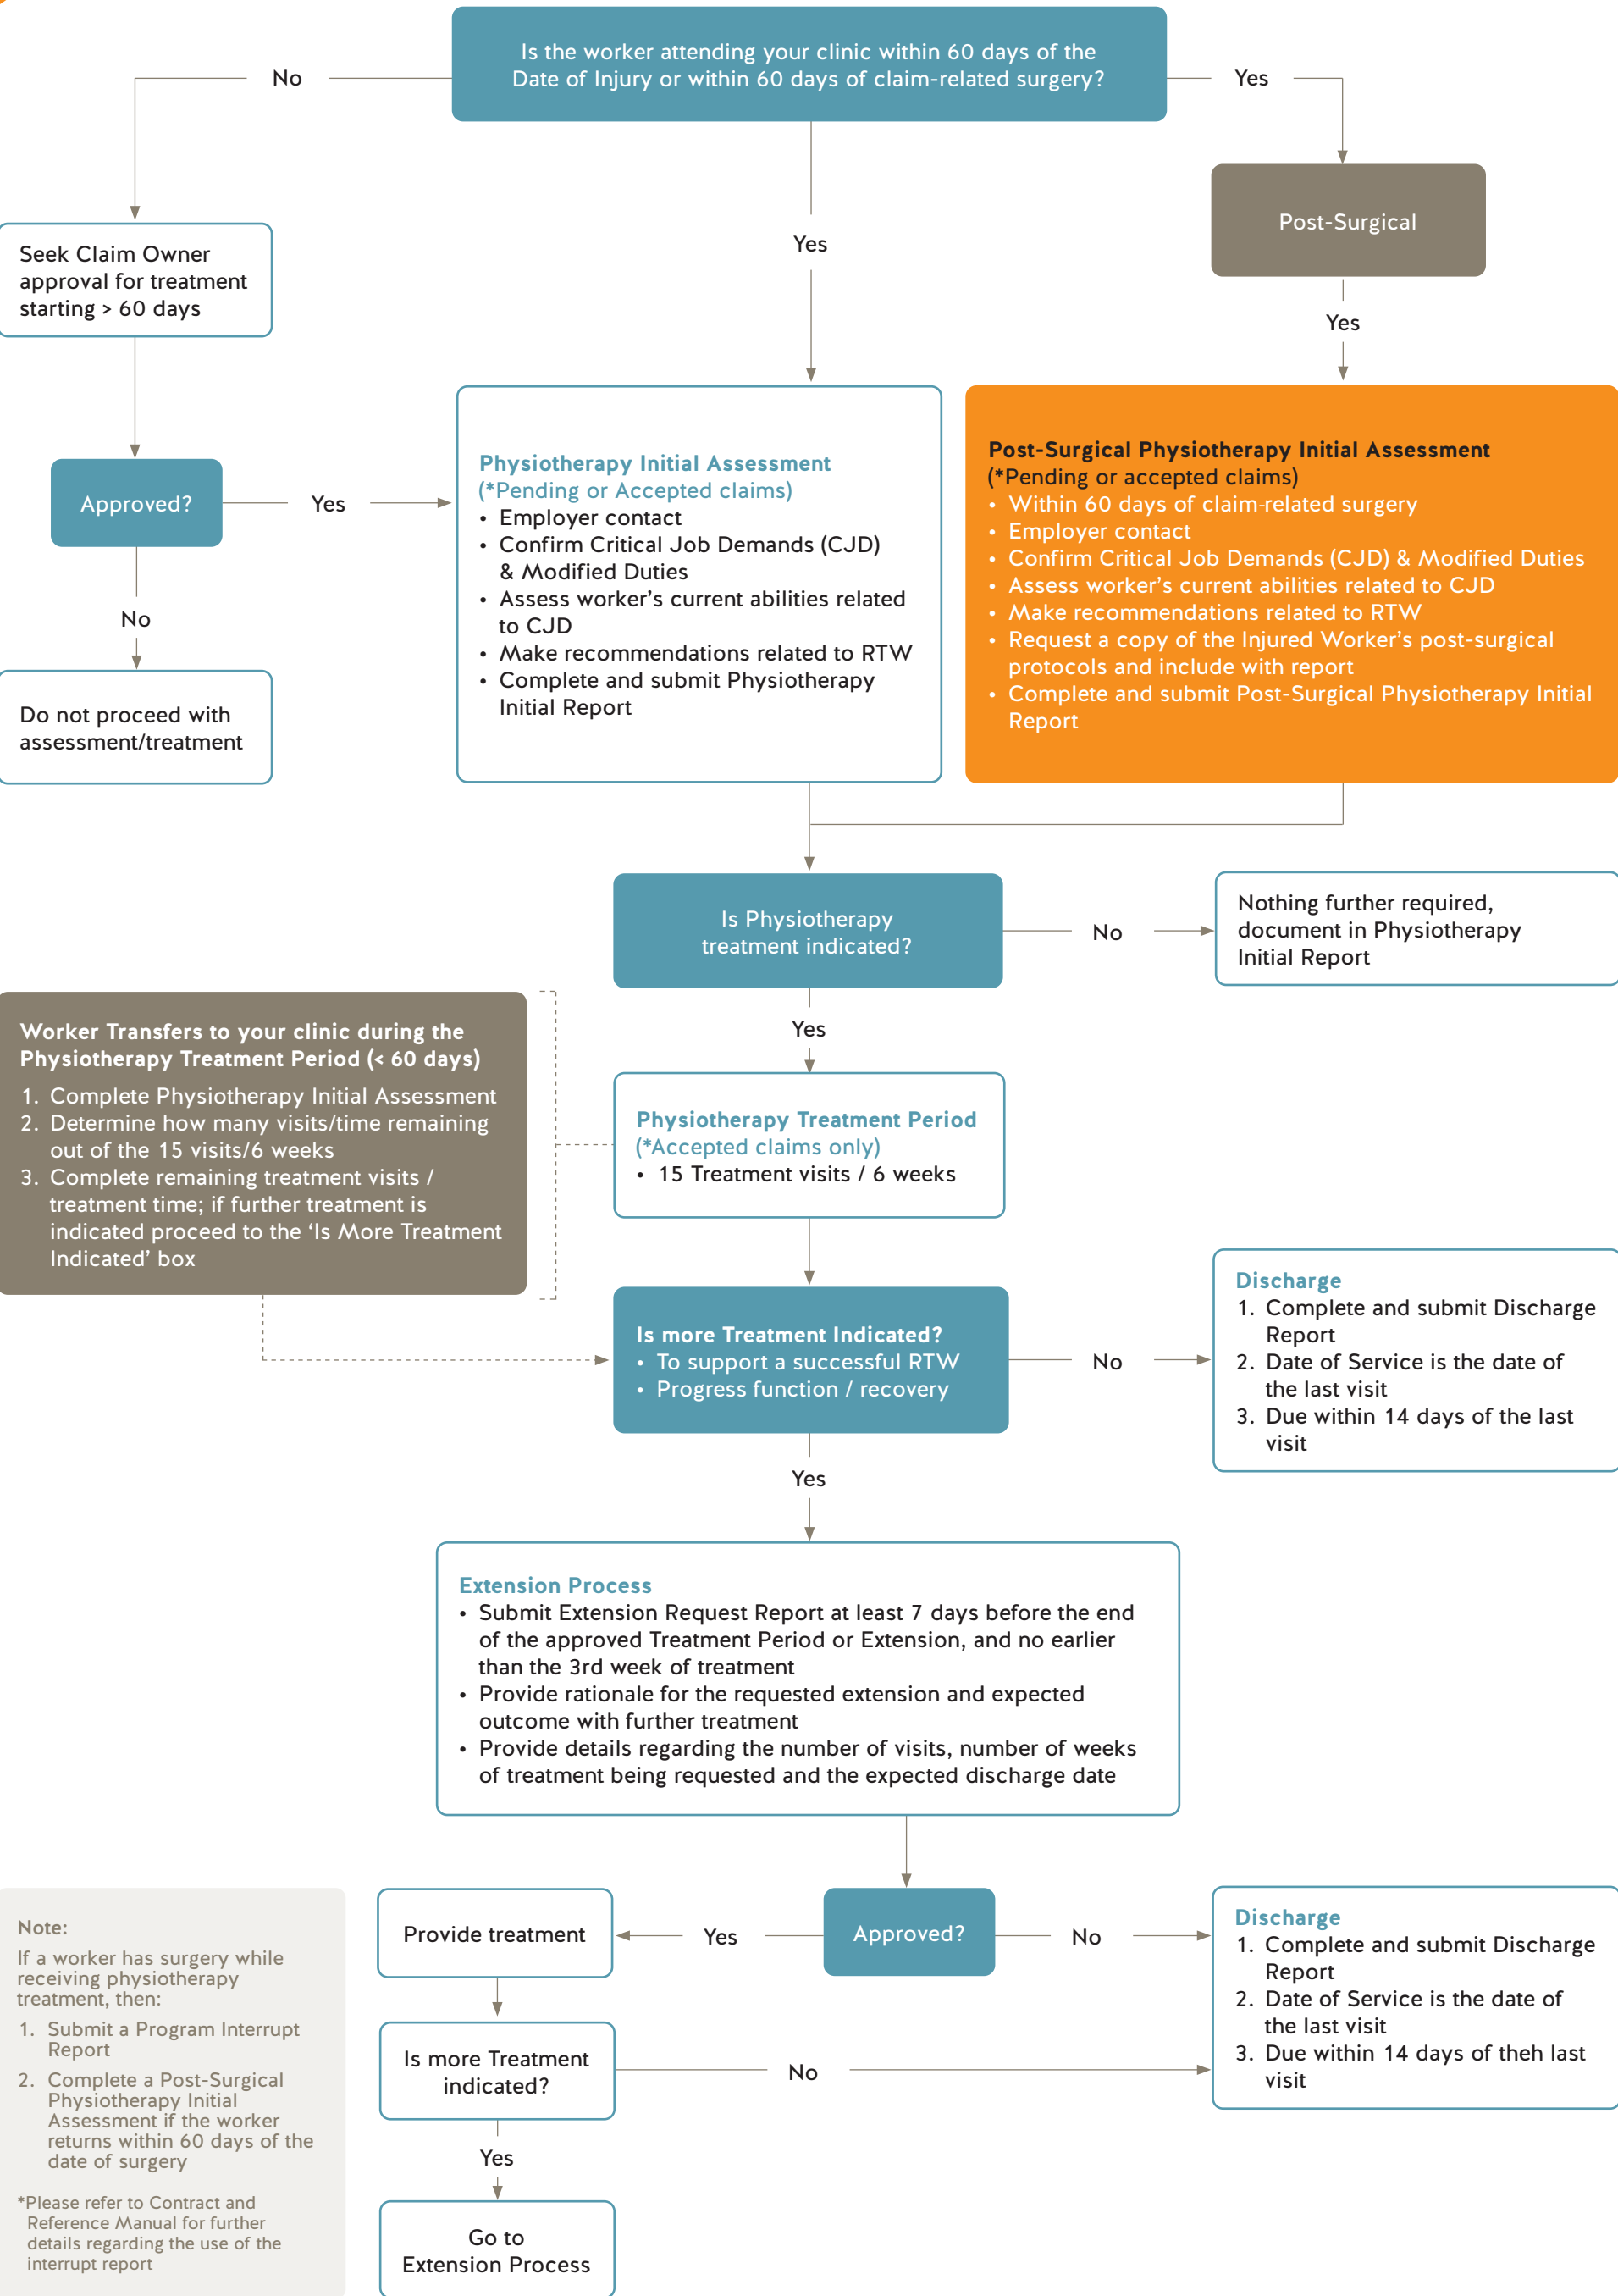 Is the worker attending your clinic within 60 days of the
Date of Injury or within 60 days of claim-related surgery?
No
Yes
Yes
Post-Surgical
Yes
Seek Claim Owner
approval for treatment
starting > 60 days
Approved?
Yes
No
Do not proceed with
assessment/treatment
Physiotherapy Initial Assessment
(*Pending or Accepted claims)
• Employer contact
• Confirm Critical Job Demands (CJD)
& Modified Duties
• Assess worker's current abilities related
to CJD
• Make recommendations related to RTW
• Complete and submit Physiotherapy
Initial Report
Post-Surgical Physiotherapy Initial Assessment
(*Pending or accepted claims)
• Within 60 days of claim-related surgery
• Employer contact
• Confirm Critical Job Demands (CJD) & Modified Duties
• Assess worker's current abilities related to CJD
• Make recommendations related to RTW
• Request a copy of the Injured Worker's post-surgical
protocols and include with report
• Complete and submit Post-Surgical Physiotherapy Initial
Report
Is Physiotherapy
treatment indicated?
No
Nothing further required,
document in Physiotherapy
Initial Report
Yes
Worker Transfers to your clinic during the
Physiotherapy Treatment Period (< 60 days)
1. Complete Physiotherapy Initial Assessment
2. Determine how many visits/time remaining
out of the 15 visits/6 weeks
3. Complete remaining treatment visits /
treatment time; if further treatment is
indicated proceed to the ‘Is More Treatment
Indicated’ box
Physiotherapy Treatment Period
(*Accepted claims only)
• 15 Treatment visits / 6 weeks
Is more Treatment Indicated?
• To support a successful RTW
• Progress function / recovery
No
Discharge
1. Complete and submit Discharge
Report
2. Date of Service is the date of
the last visit
3. Due within 14 days of the last
visit
Yes
Extension Process
• Submit Extension Request Report at least 7 days before the end
of the approved Treatment Period or Extension, and no earlier
than the 3rd week of treatment
• Provide rationale for the requested extension and expected
outcome with further treatment
• Provide details regarding the number of visits, number of weeks
of treatment being requested and the expected discharge date
Approved?
Yes
No
Provide treatment
Is more Treatment
indicated?
No
Yes
Go to
Extension Process
Discharge
1. Complete and submit Discharge
Report
2. Date of Service is the date of
the last visit
3. Due within 14 days of theh last
visit
Note:
If a worker has surgery while
receiving physiotherapy
treatment, then:
1. Submit a Program Interrupt
Report
2. Complete a Post-Surgical
Physiotherapy Initial
Assessment if the worker
returns within 60 days of the
date of surgery
*Please refer to Contract and
Reference Manual for further
details regarding the use of the
interrupt report